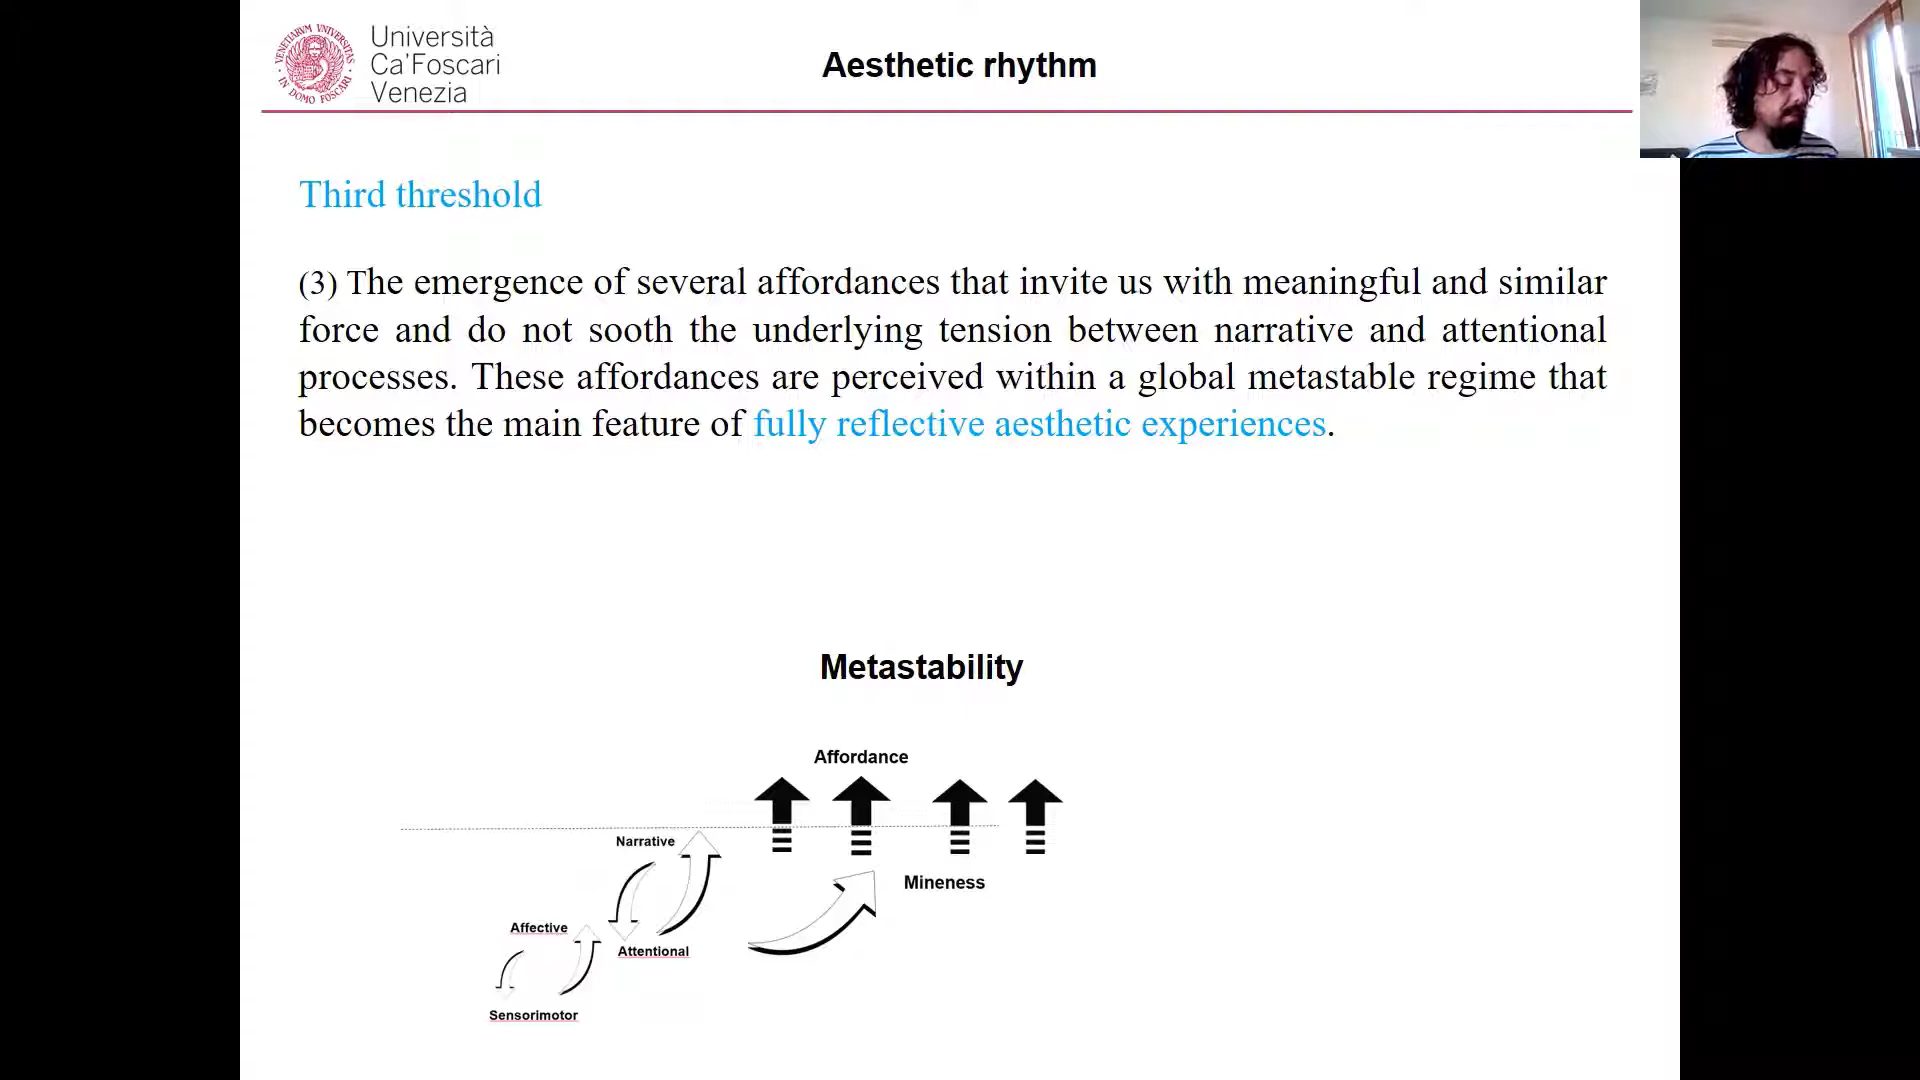 Università
Ca'Foscari
Venezia
Aesthetic rhythm
Third threshold
(3) The emergence of several affordances that invite us with meaningful and similar
force and do not sooth the underlying tension between narrative and attentional
processes. These affordances are perceived within a global metastable regime that
becomes the main feature of fully reflective aesthetic experiences.
Metastability
Affordance
Narrative
Mineness
Affective
Attentional
Sensorimotor